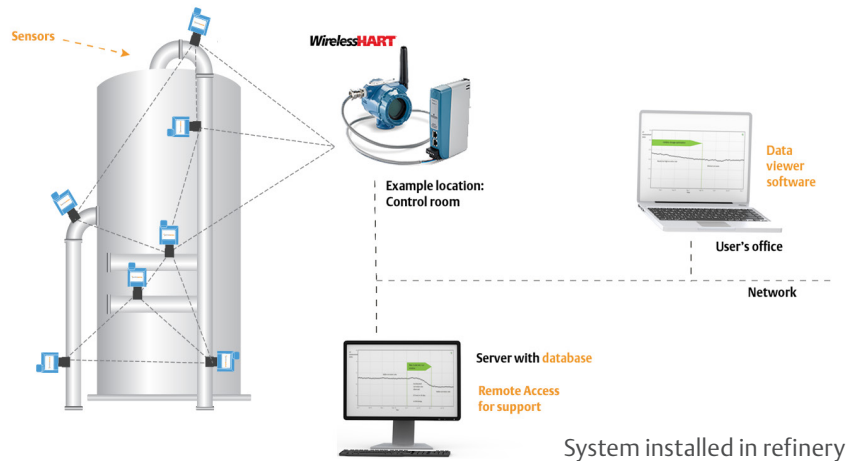 Sensors
WirelessHART
Example location:
Control room
Data
viewer
software
User's office
Network
Server with database
Remote Access
for support
System installed in refinery